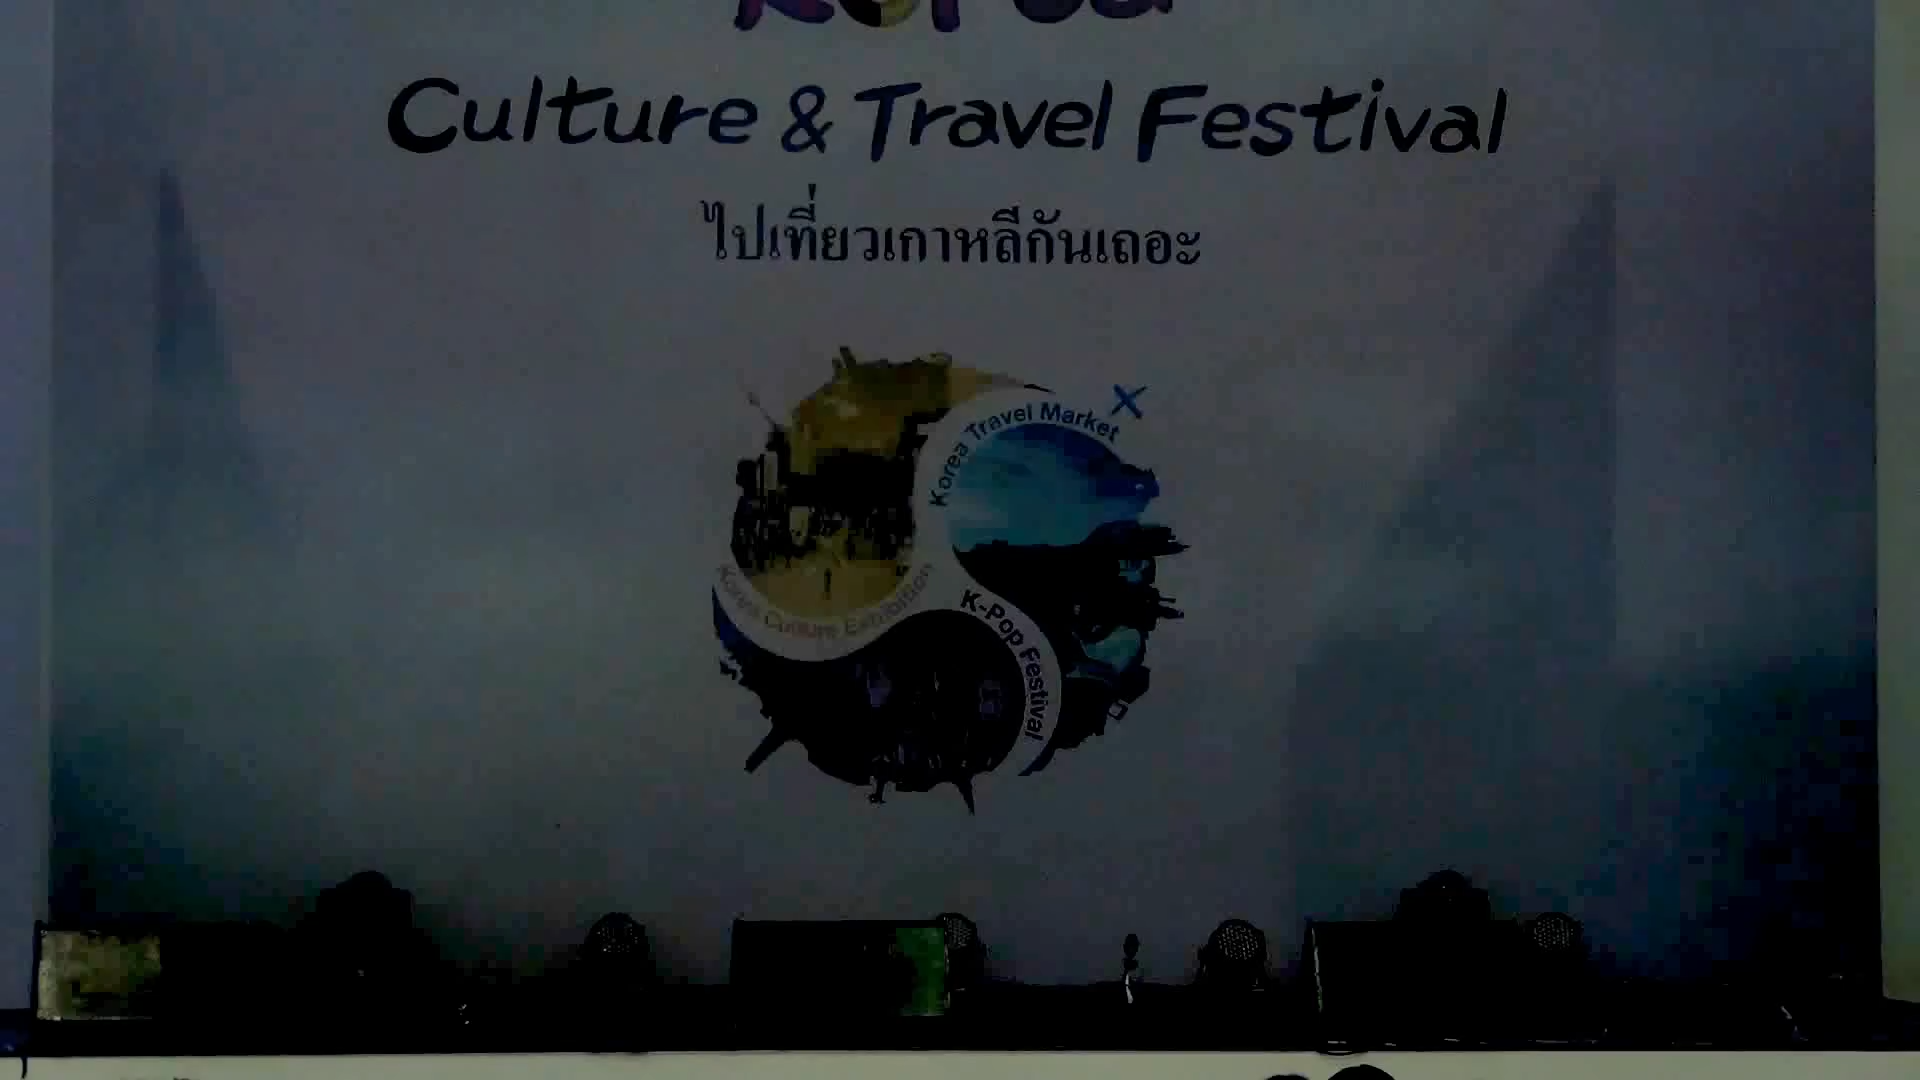 Korea
Culture & Travel Festival
ไปเที่ยวเกาหลีกันเถอะ
Korea Travel Market
Korea Culture Exhibition
K-Pop Festival